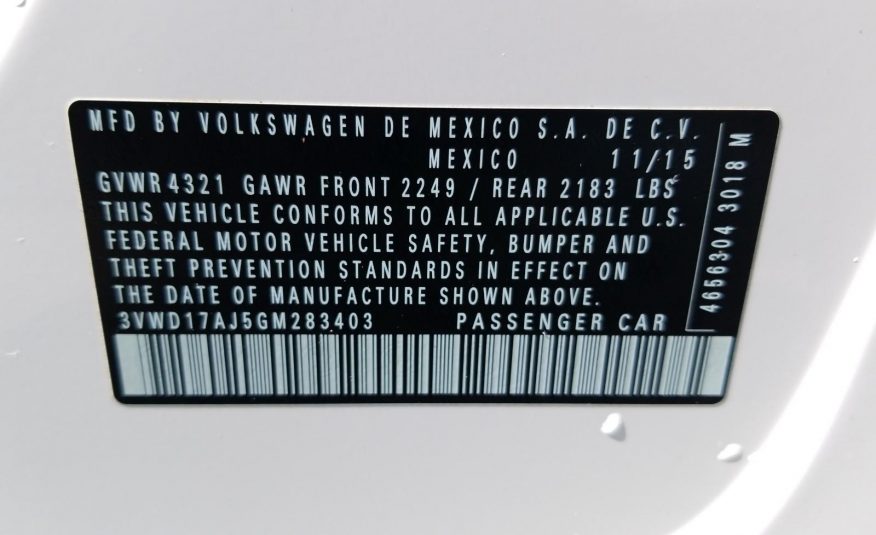 MFD BY VOLKSWAGEN DE MEXICO S.A. DE C.V.
MEXICO 11/15
GVWR 4321 GAWR FRONT 2249 / REAR 2183 LBS
THIS VEHICLE CONFORMS TO ALL APPLICABLE U.S.
FEDERAL MOTOR VEHICLE SAFETY, BUMPER AND
THEFT PREVENTION STANDARDS IN EFFECT ON
THE DATE OF MANUFACTURE SHOWN ABOVE.
3VWD17AJ5GM283403 PASSENGER CAR
4656304 3018 M